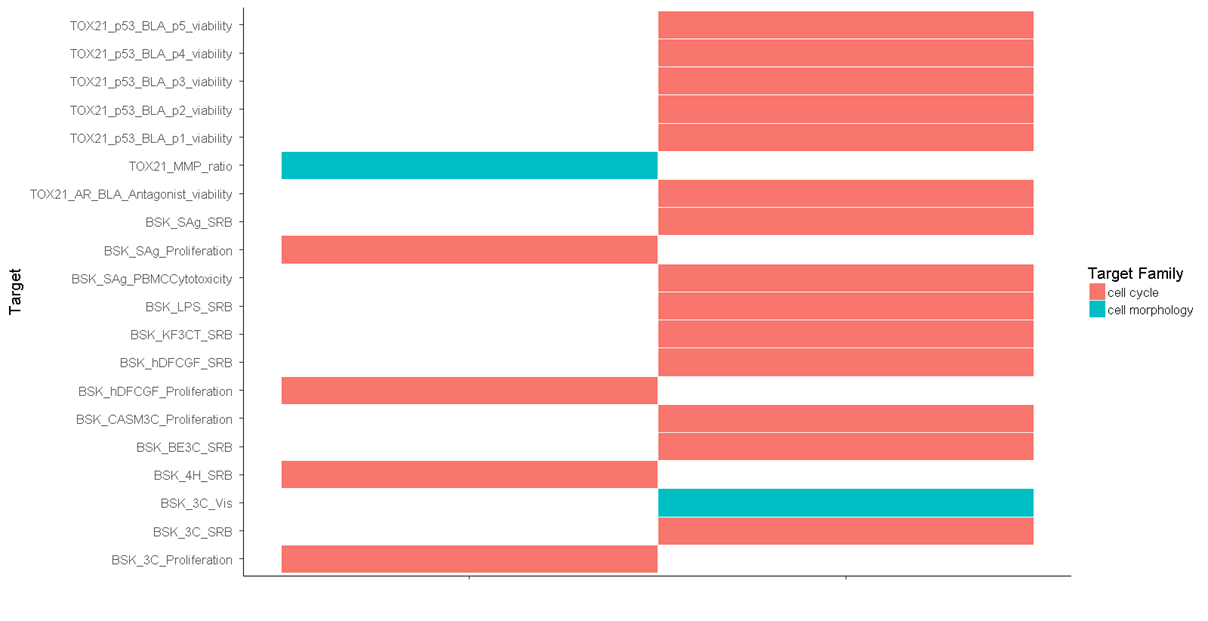 TOX21_p53_BLA_p5_viability
TOX21_p53_BLA_p4_viability
TOX21_p53_BLA_p3_viability
TOX21_p53_BLA_p2_viability
TOX21_p53_BLA_p1_viability
TOX21_MMP_ratio
TOX21_AR_BLA_Antagonist_viability
BSK_SAg_SRB
BSK_SAg_Proliferation
BSK_SAg_PBMCCytotoxicity
BSK_LPS_SRB
BSK_KF3CT_SRB
BSK_hDFCGF_SRB
BSK_hDFCGF_Proliferation
BSK_CASM3C_Proliferation
BSK_BE3C_SRB
BSK_4H_SRB
BSK_3C_Vis
BSK_3C_SRB
BSK_3C_Proliferation
Target
Target Family
cell cycle
cell morphology